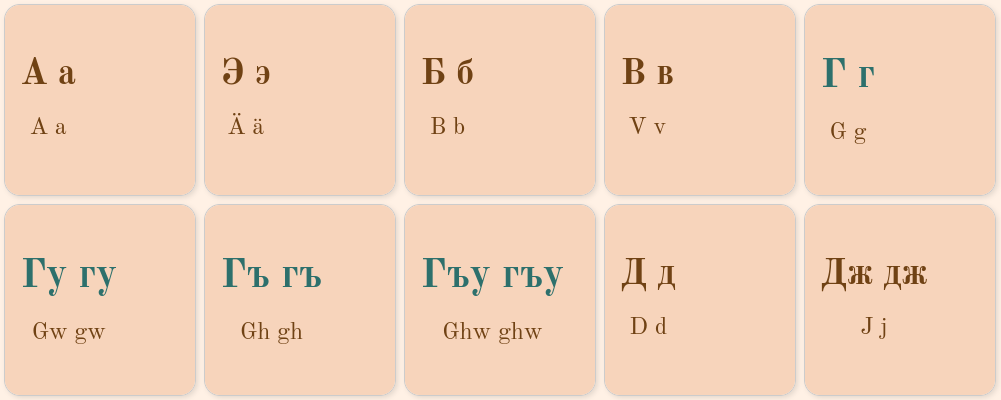 А а
A a
Э э
Ä ä
Б б
B b
В в
V v
Г г
G g
Гу гу
Gw gw
Гъ гъ
Gh gh
Гъу гъу
Ghw ghw
Д д
D d
Дж дж
J j